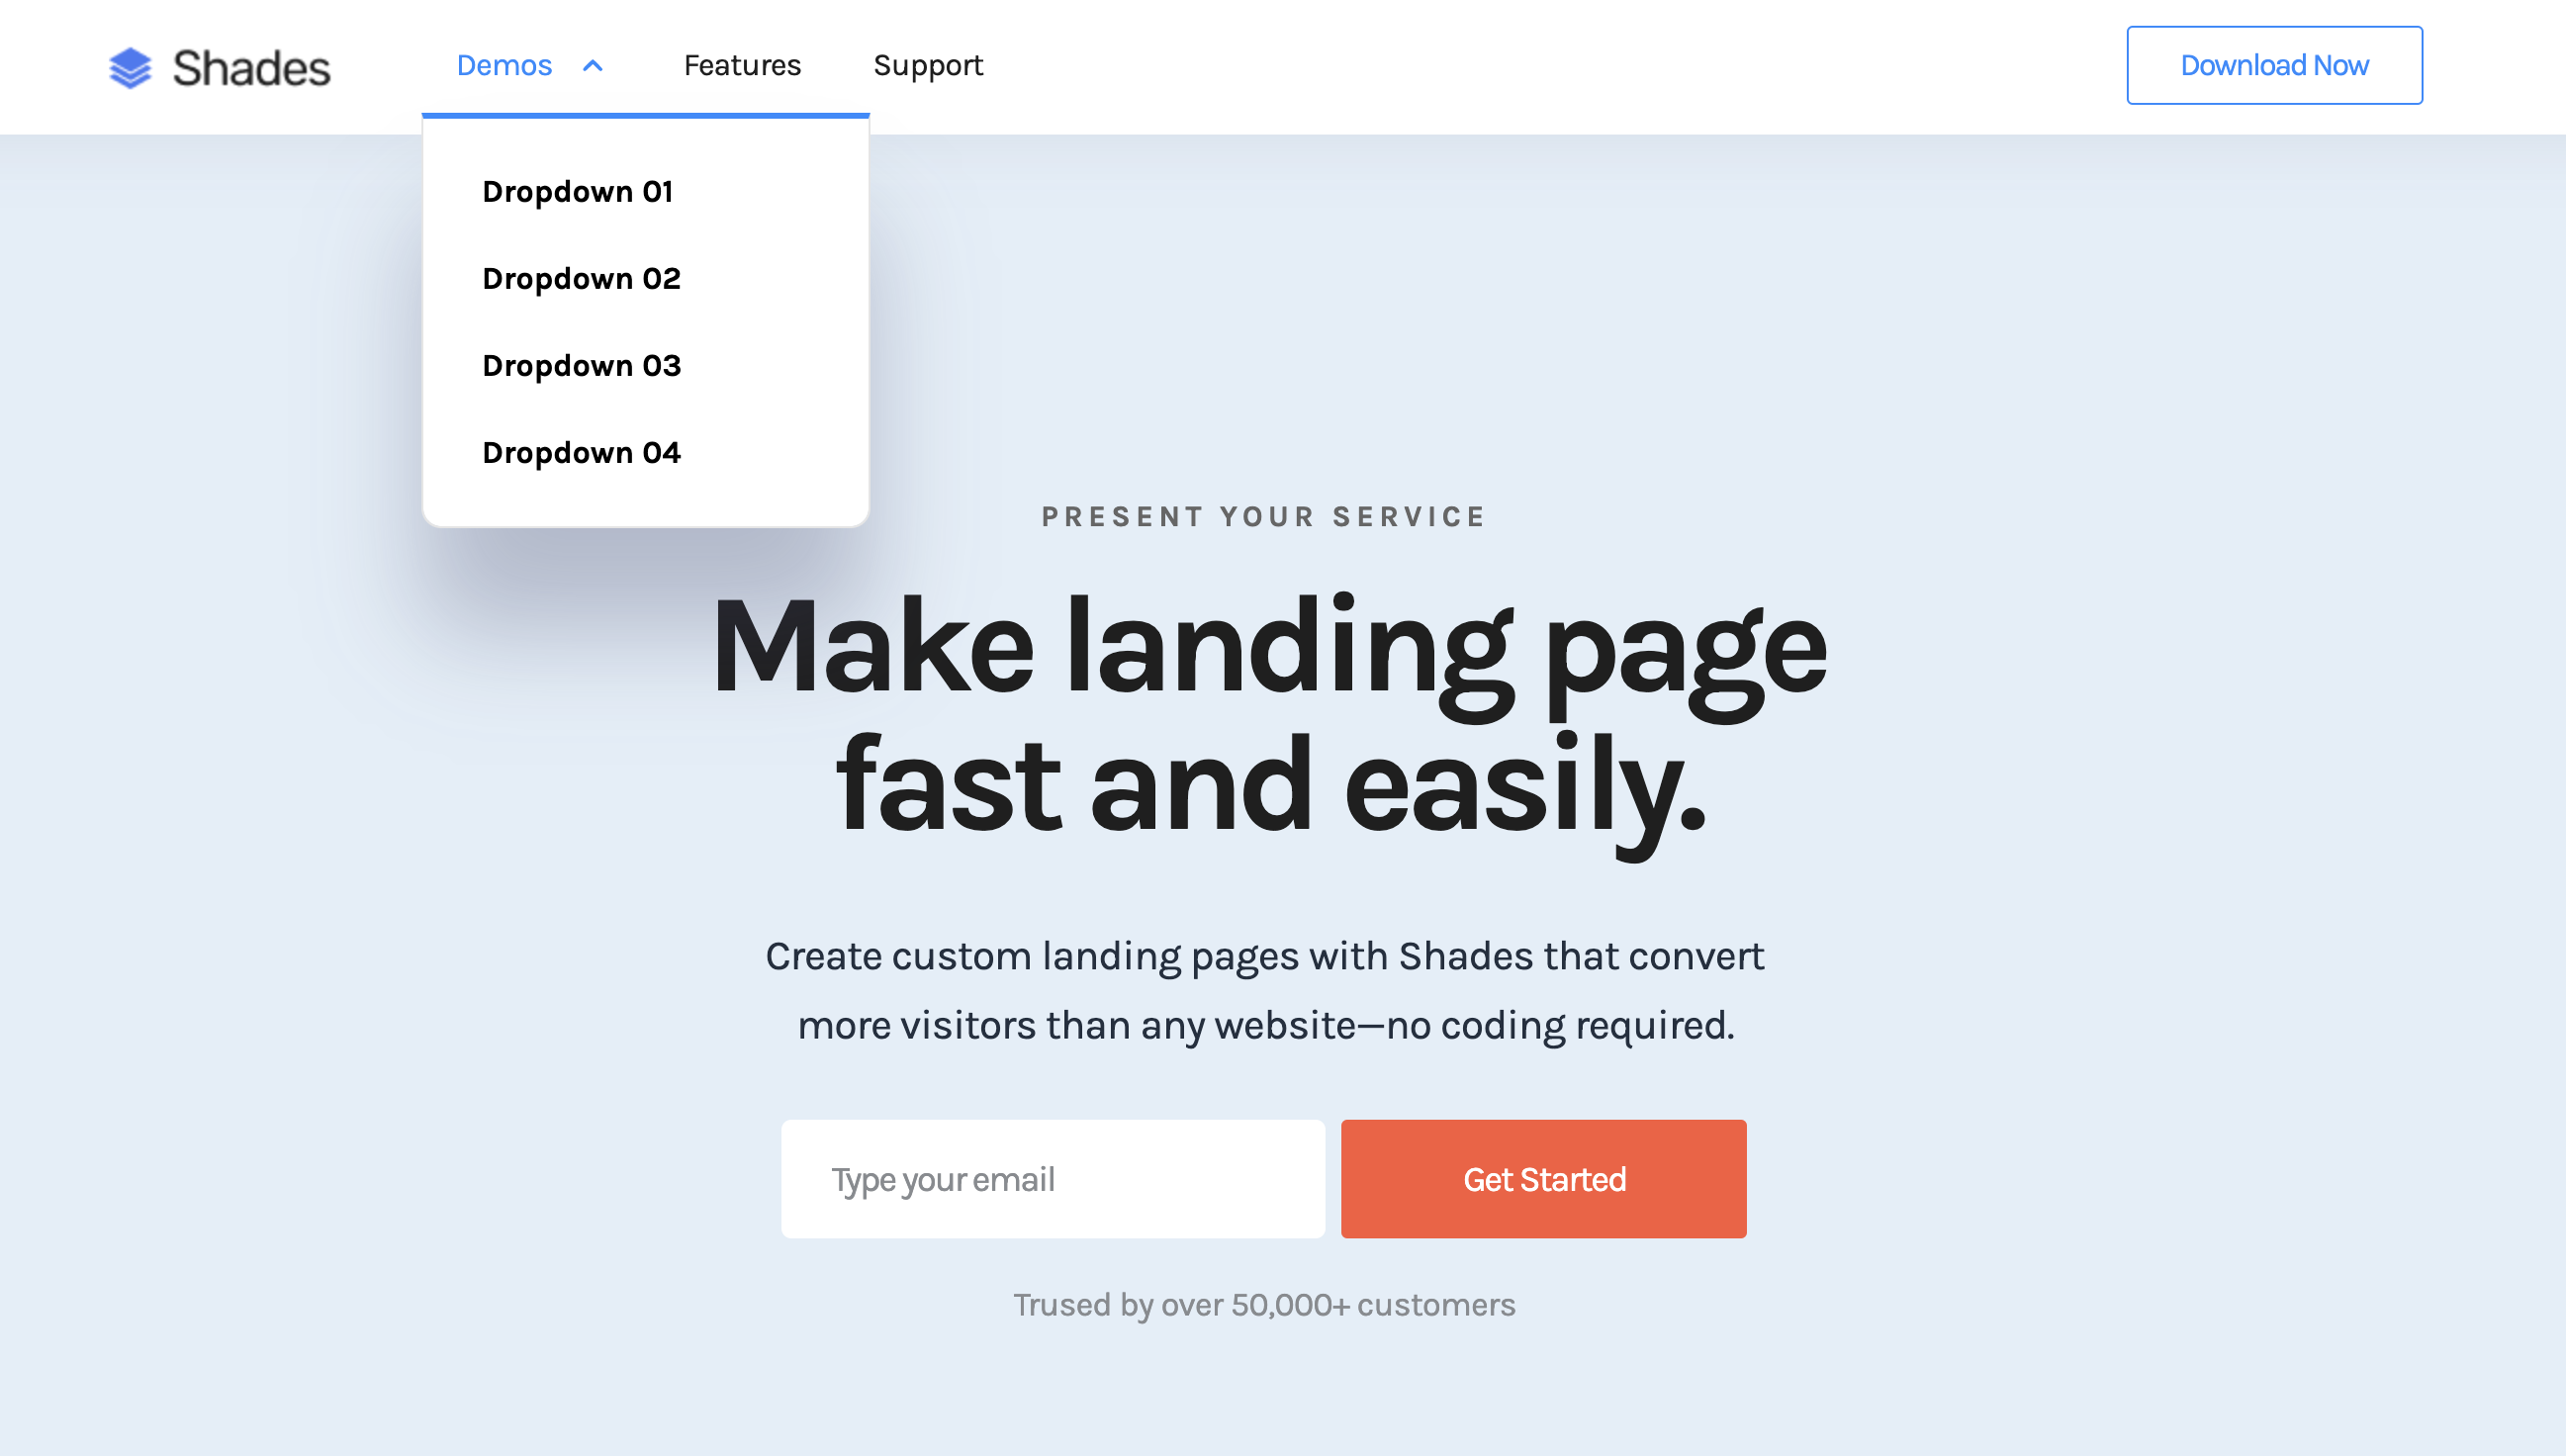 Shades
Demos
Features
Support
Download Now
Dropdown 01
Dropdown 02
Dropdown 03
Dropdown 04
PRESENT YOUR SERVICE
Make landing page
fast and easily.
Create custom landing pages with Shades that convert
more visitors than any website—no coding required.
Type your email
Get Started
Trused by over 50,000+ customers